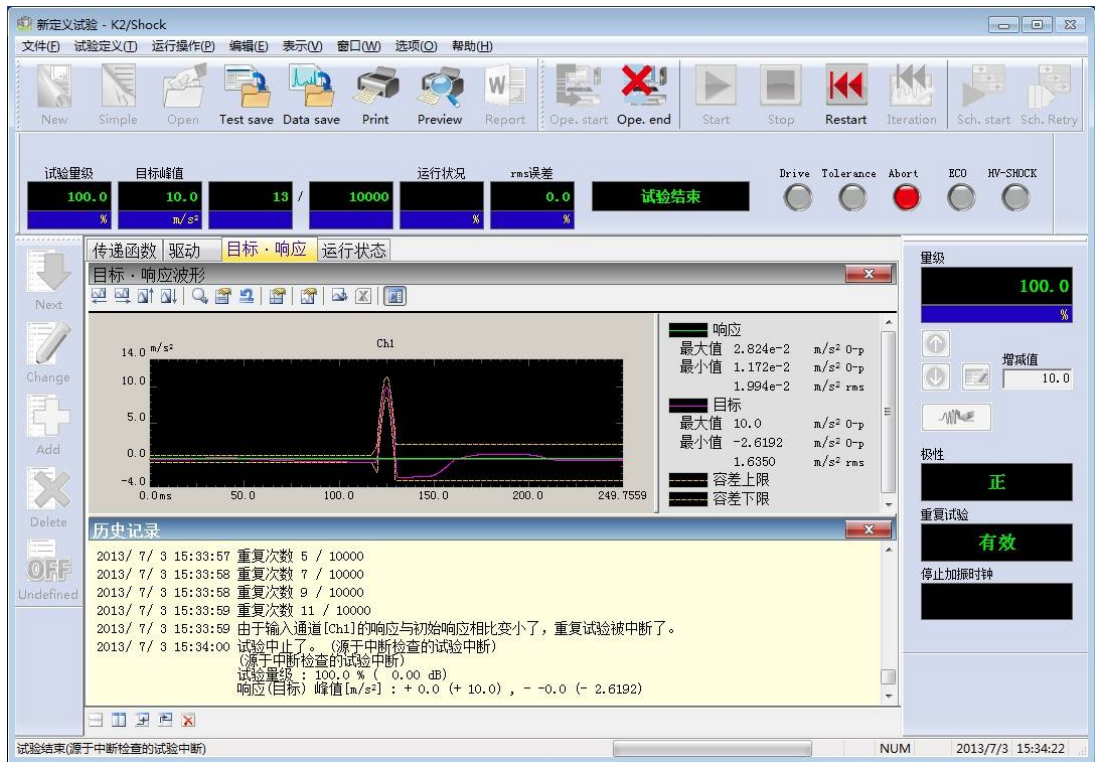 新定义试验 - K2/Shock
文件(F) 试验定义(T) 运行操作(P) 编辑(E) 表示(V) 窗口(W) 选项(O) 帮助(H)
New Simple Open Test save Data save Print Preview Report Ope. start Ope. end Start Stop Restart Iteration Sch. start Sch. Retry
试验量级 目标峰值 运行状况 rms误差 Drive Tolerance Abort ECO HV-SHOCK
100.0 10.0 13 / 10000 0.0 试验结束
% m/s² % %
传递函数 驱动 目标・响应 运行状态
目标・响应波形
Next
Change
Add
Delete
OFF
Undefined
Ch1
14.0 m/s²
10.0
5.0
0.0
-4.0
0.0ms 50.0 100.0 150.0 200.0 249.7559
响应
最大值 2.824e-2 m/s² 0-p
最小值 1.172e-2 m/s² 0-p
1.994e-2 m/s² rms
目标
最大值 10.0 m/s² 0-p
最小值 -2.6192 m/s² 0-p
1.6350 m/s² rms
容差上限
容差下限
历史记录
2013/ 7/ 3 15:33:57 重复次数 5 / 10000
2013/ 7/ 3 15:33:58 重复次数 7 / 10000
2013/ 7/ 3 15:33:58 重复次数 9 / 10000
2013/ 7/ 3 15:33:59 重复次数 11 / 10000
2013/ 7/ 3 15:33:59 由于输入通道[Ch1]的响应与初始响应相比变小了，重复试验被中断了。
2013/ 7/ 3 15:34:00 试验中止了。 (源于中断检查的试验中断)
(源于中断检查的试验中断)
试验量级 : 100.0 % ( 0.00 dB)
响应(目标) 峰值[m/s²] : + 0.0 (+ 10.0) , - -0.0 (- 2.6192)
量级
100.0
%
增减值
10.0
极性
正
重复试验
有效
停止加振时钟
试验结束(源于中断检查的试验中断) NUM 2013/7/3 15:34:22